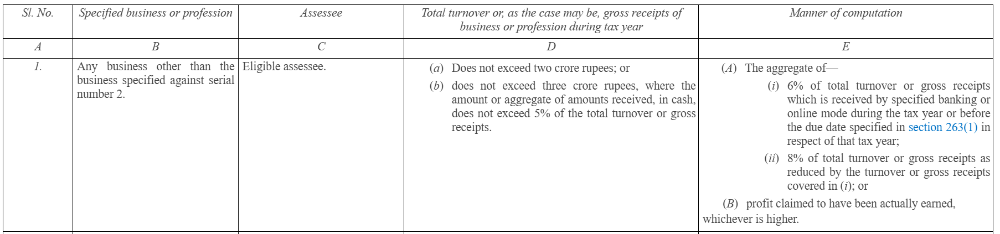 Sl. No.
Specified business or profession
Assessee
Total turnover or, as the case may be, gross receipts of
business or profession during tax year
Manner of computation
A
B
C
D
E
1.
Any business other than the
business specified against serial
number 2.
Eligible assessee.
(a) Does not exceed two crore rupees; or
(b) does not exceed three crore rupees, where the
amount or aggregate of amounts received, in cash,
does not exceed 5% of the total turnover or gross
receipts.
(A) The aggregate of—
(i) 6% of total turnover or gross receipts
which is received by specified banking or
online mode during the tax year or before
the due date specified in section 263(1) in
respect of that tax year;
(ii) 8% of total turnover or gross receipts as
reduced by the turnover or gross receipts
covered in (i); or
(B) profit claimed to have been actually earned,
whichever is higher.